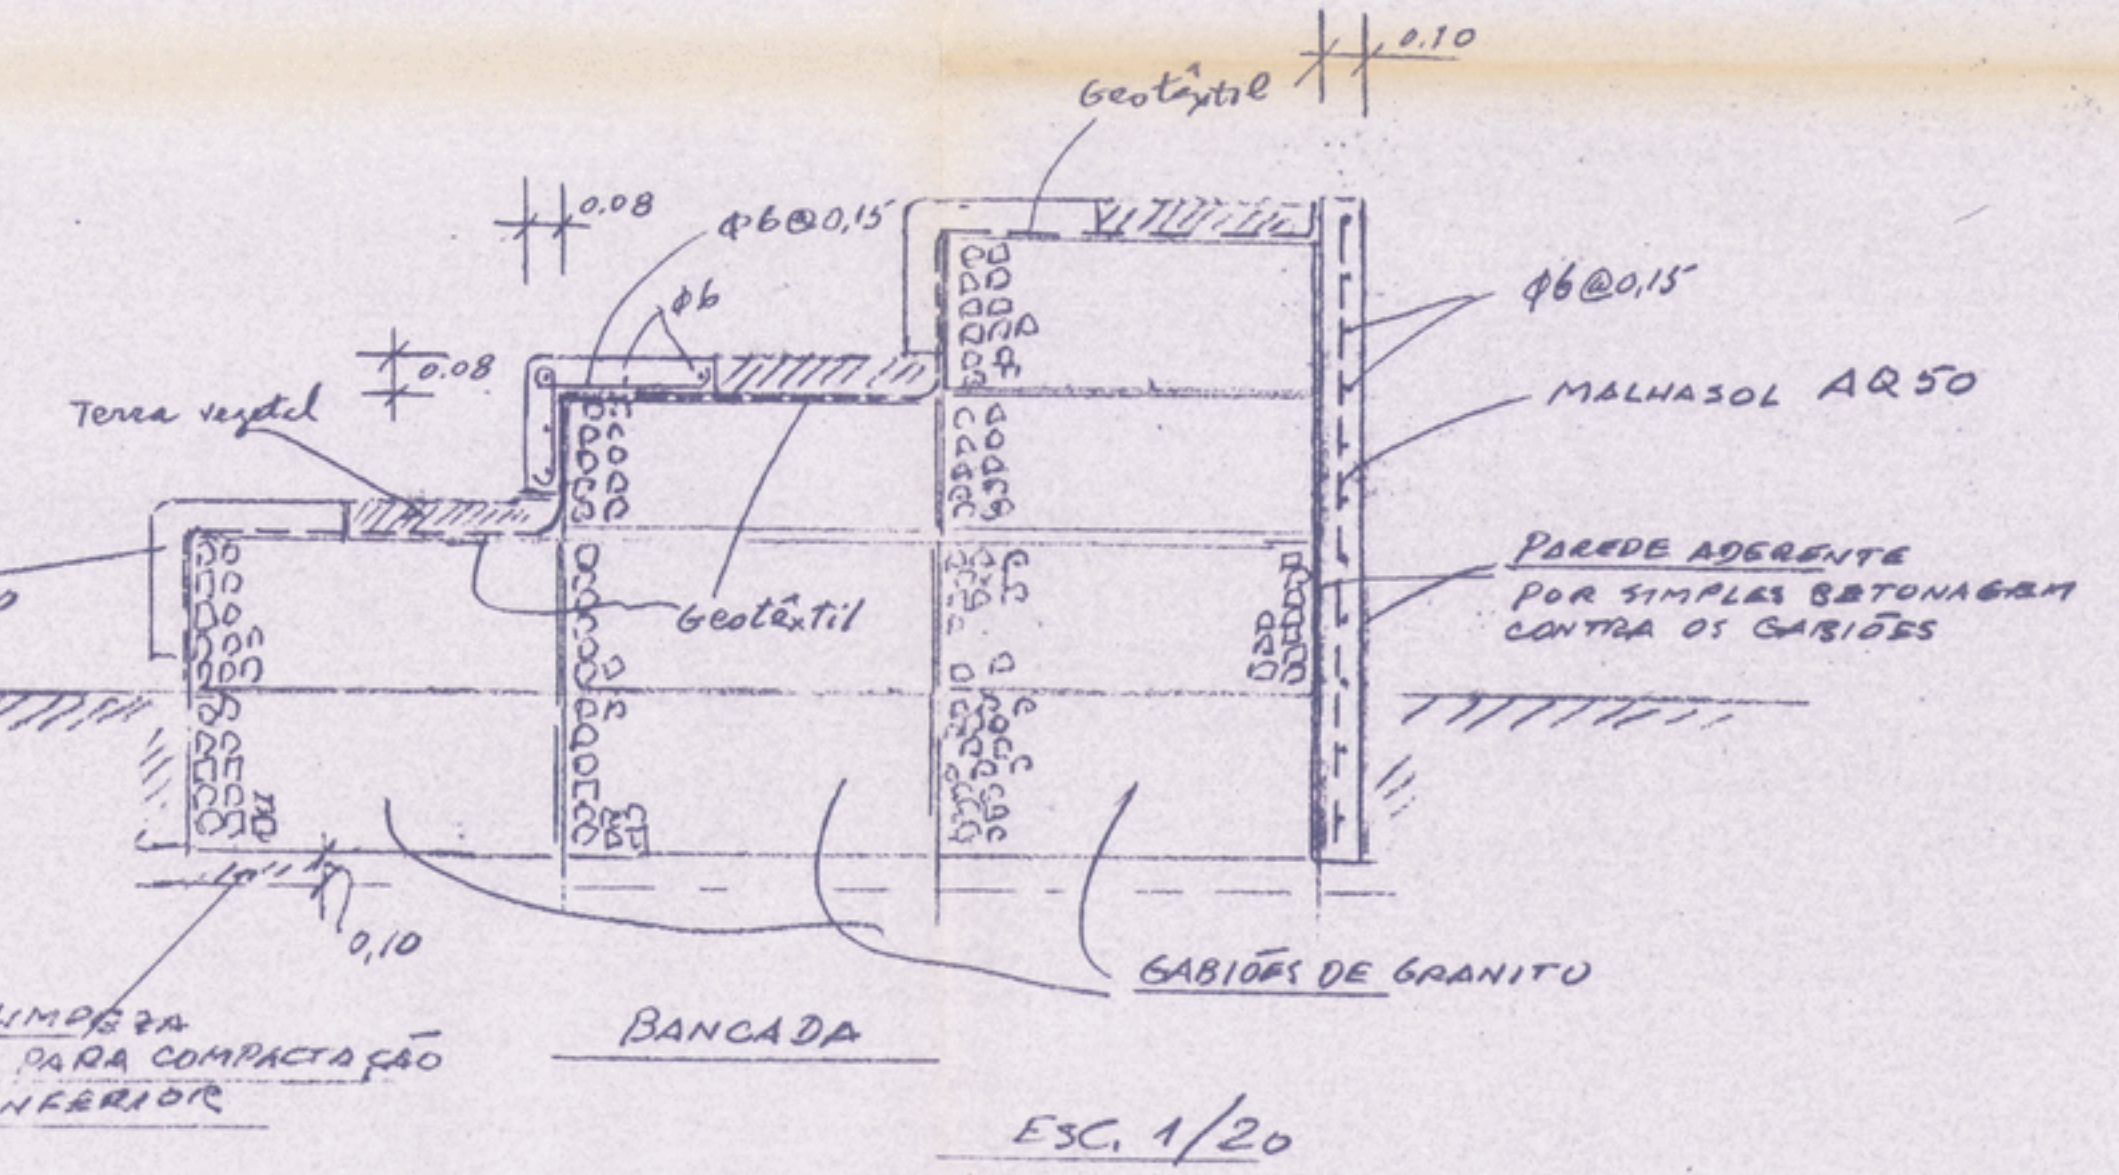 0.10
Geotêxtil
0.08
φ6@0,15
φ6
φ6@0,15
0.08
MALHASOL AQ50
Terra vegetal
PAREDE ADERENTE
POR SIMPLES BETONAGEM
CONTRA OS GABIÕES
Geotêxtil
0,10
GABIÕES DE GRANITO
BANCADA
PARA COMPACTAÇÃO
ESC. 1/20